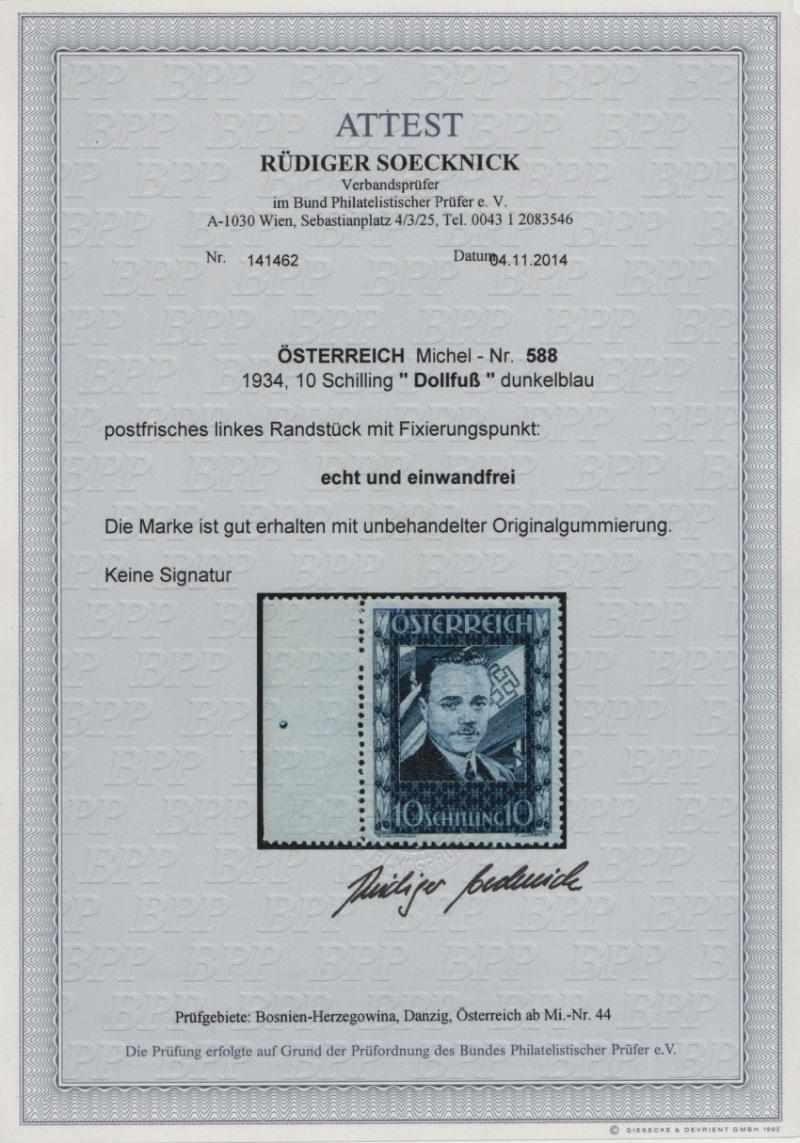 ATTEST
RÜDIGER SOECKNICK
Verbandsprüfer
im Bund Philatelistischer Prüfer e. V.
A-1030 Wien, Sebastianplatz 4/3/25, Tel. 0043 1 2083546
Nr. 141462 Datum 04.11.2014
ÖSTERREICH Michel - Nr. 588
1934, 10 Schilling " Dollfuß " dunkelblau
postfrisches linkes Randstück mit Fixierungspunkt:
echt und einwandfrei
Die Marke ist gut erhalten mit unbehandelter Originalgummierung.
Keine Signatur
ÖSTERREICH
10 SCHILLING 10
Rüdiger Soecknick
Prüfgebiete: Bosnien-Herzegowina, Danzig, Österreich ab Mi.-Nr. 44
Die Prüfung erfolgte auf Grund der Prüfordnung des Bundes Philatelistischer Prüfer e.V.
© GIESECKE & DEVRIENT GMBH 1992